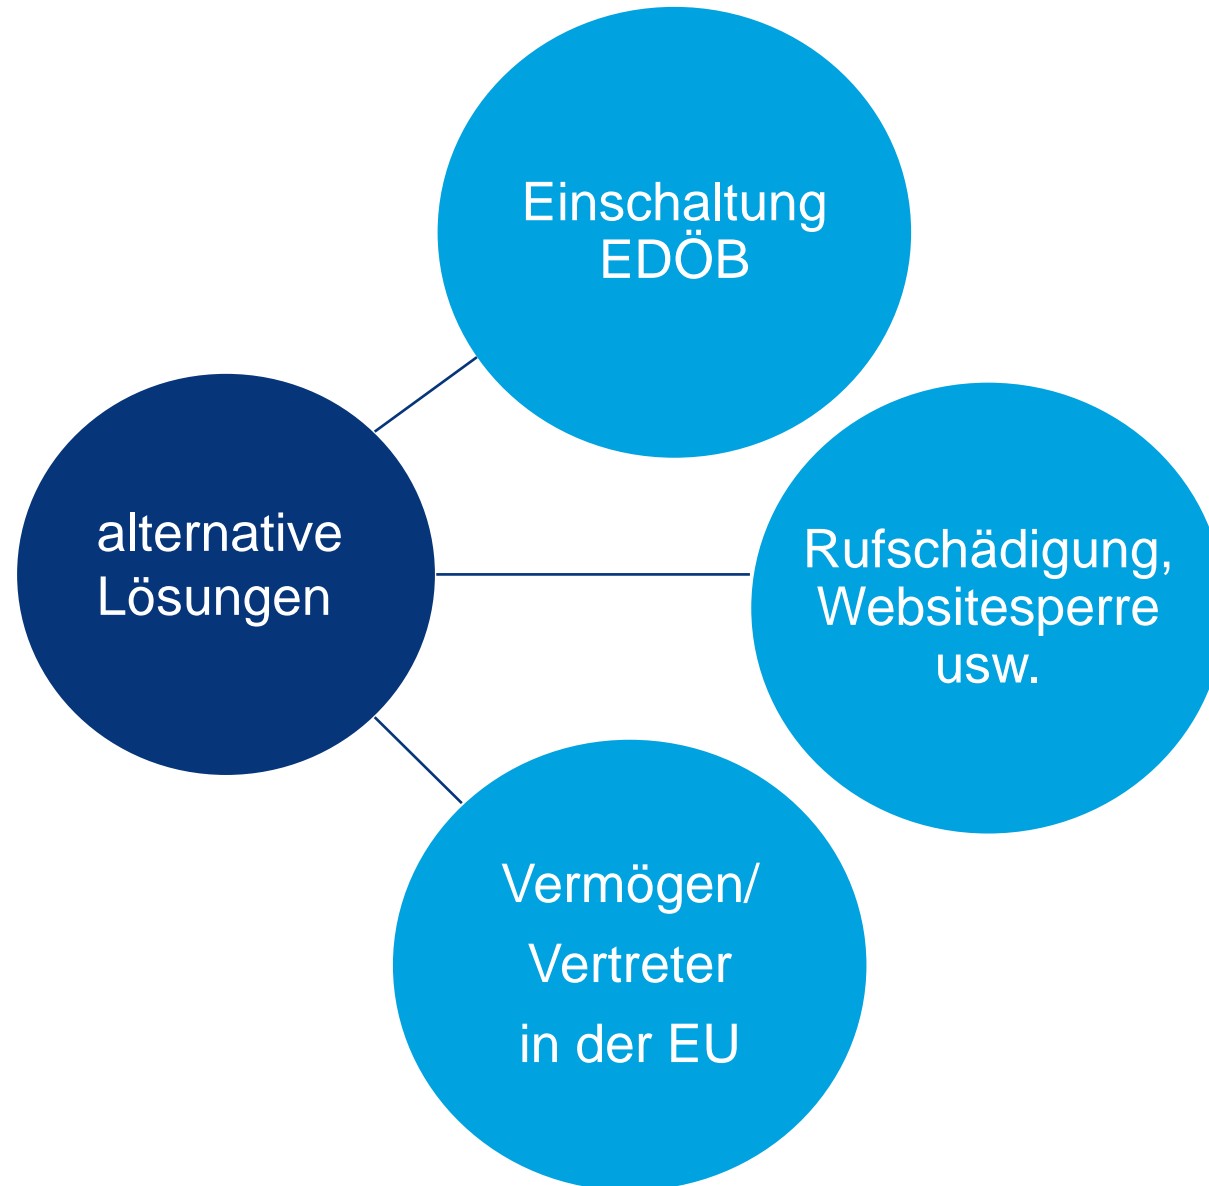 Einschaltung
EDÖB
alternative
Lösungen
Rufschädigung,
Websitesperre
usw.
Vermögen/
Vertreter
in der EU